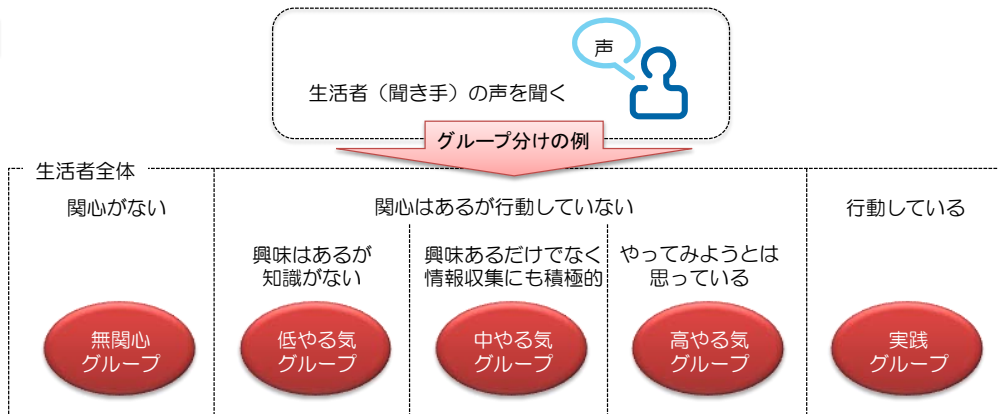 声
生活者（聞き手）の声を聞く
グループ分けの例
生活者全体
関心がない
関心はあるが行動していない
行動している
興味はあるが
知識がない
興味あるだけでなく
情報収集にも積極的
やってみようとは
思っている
無関心
グループ
低やる気
グループ
中やる気
グループ
高やる気
グループ
実践
グループ